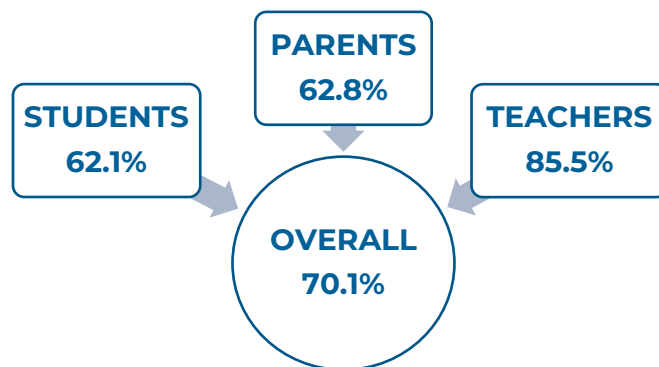 PARENTS
62.8%
STUDENTS
62.1%
TEACHERS
85.5%
OVERALL
70.1%